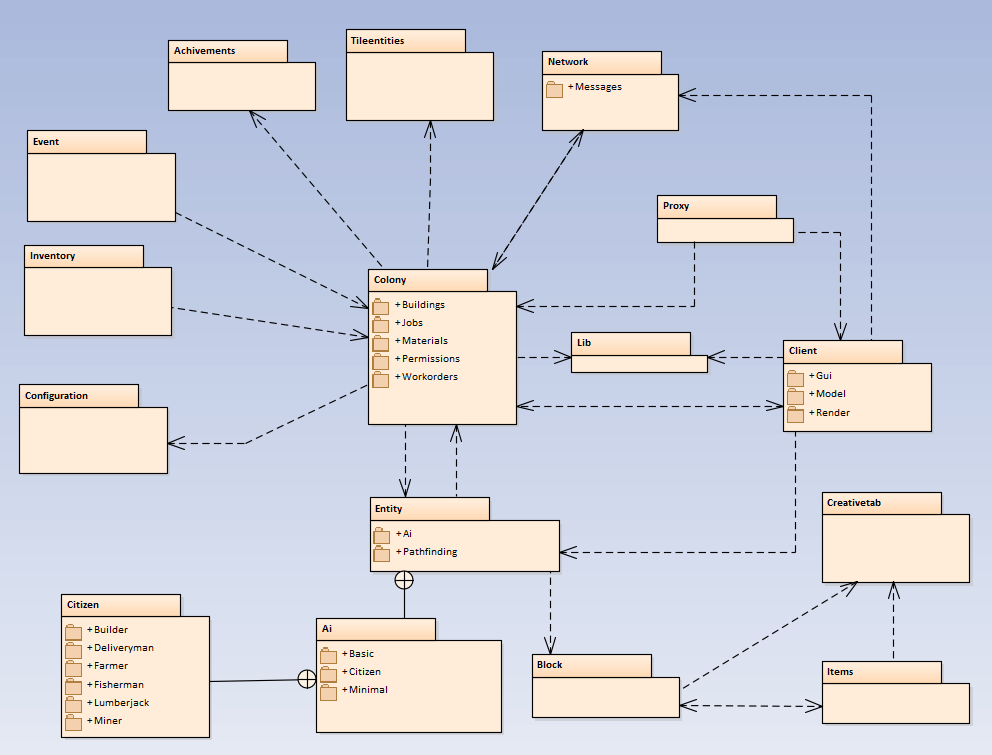 Achivements
Tileentities
Network
+Messages
Event
Proxy
Inventory
Colony
+Buildings
+Jobs
+Materials
+Permissions
+Workorders
Lib
Client
+Gui
+Model
+Render
Configuration
Entity
+Ai
+Pathfinding
Creativetab
Citizen
+Builder
+Deliveryman
+Farmer
+Fisherman
+Lumberjack
+Miner
Ai
+Basic
+Citizen
+Minimal
Block
Items